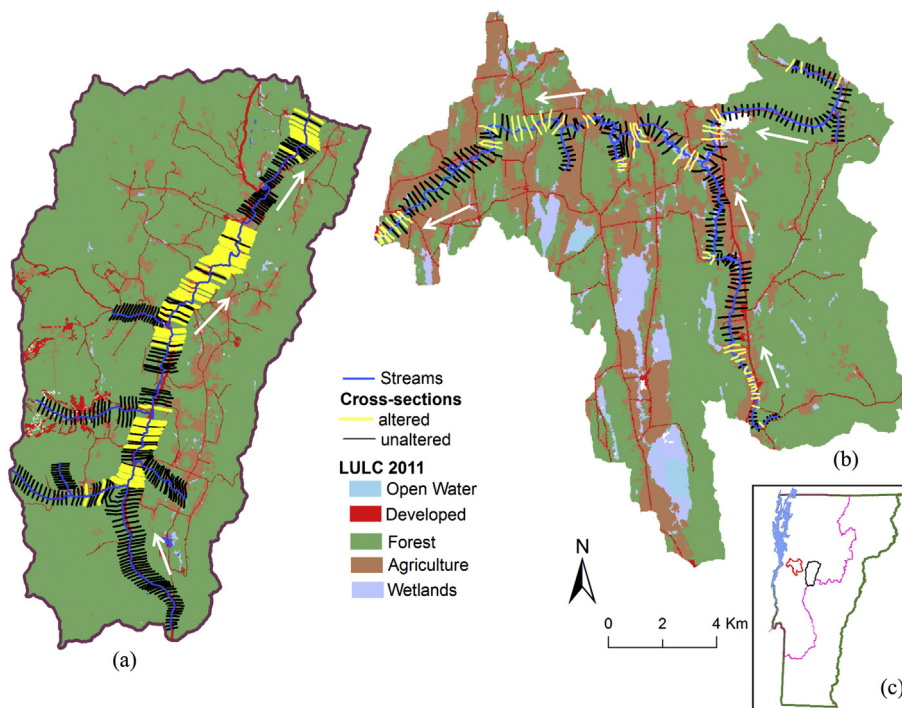 Streams
Cross-sections
altered
unaltered
LULC 2011
Open Water
Developed
Forest
Agriculture
Wetlands
N
0 2 4 Km
(a)
(b)
(c)